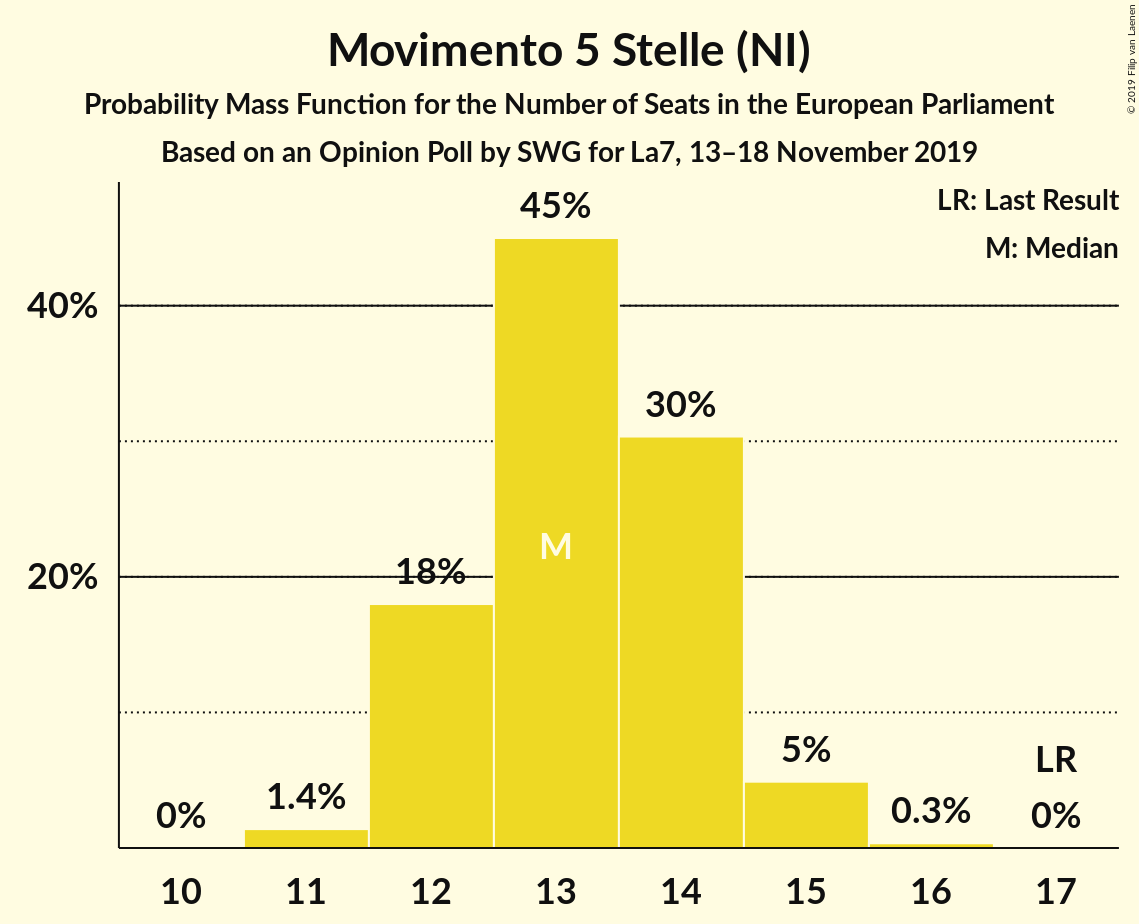 Movimento 5 Stelle (NI)
Probability Mass Function for the Number of Seats in the European Parliament
Based on an Opinion Poll by SWG for La7, 13–18 November 2019
© 2019 Filip van Laenen
LR: Last Result
M: Median
45%
40%
30%
M
18%
20%
5%
LR
1.4%
0.3%
0%
0%
10 11 12 13 14 15 16 17